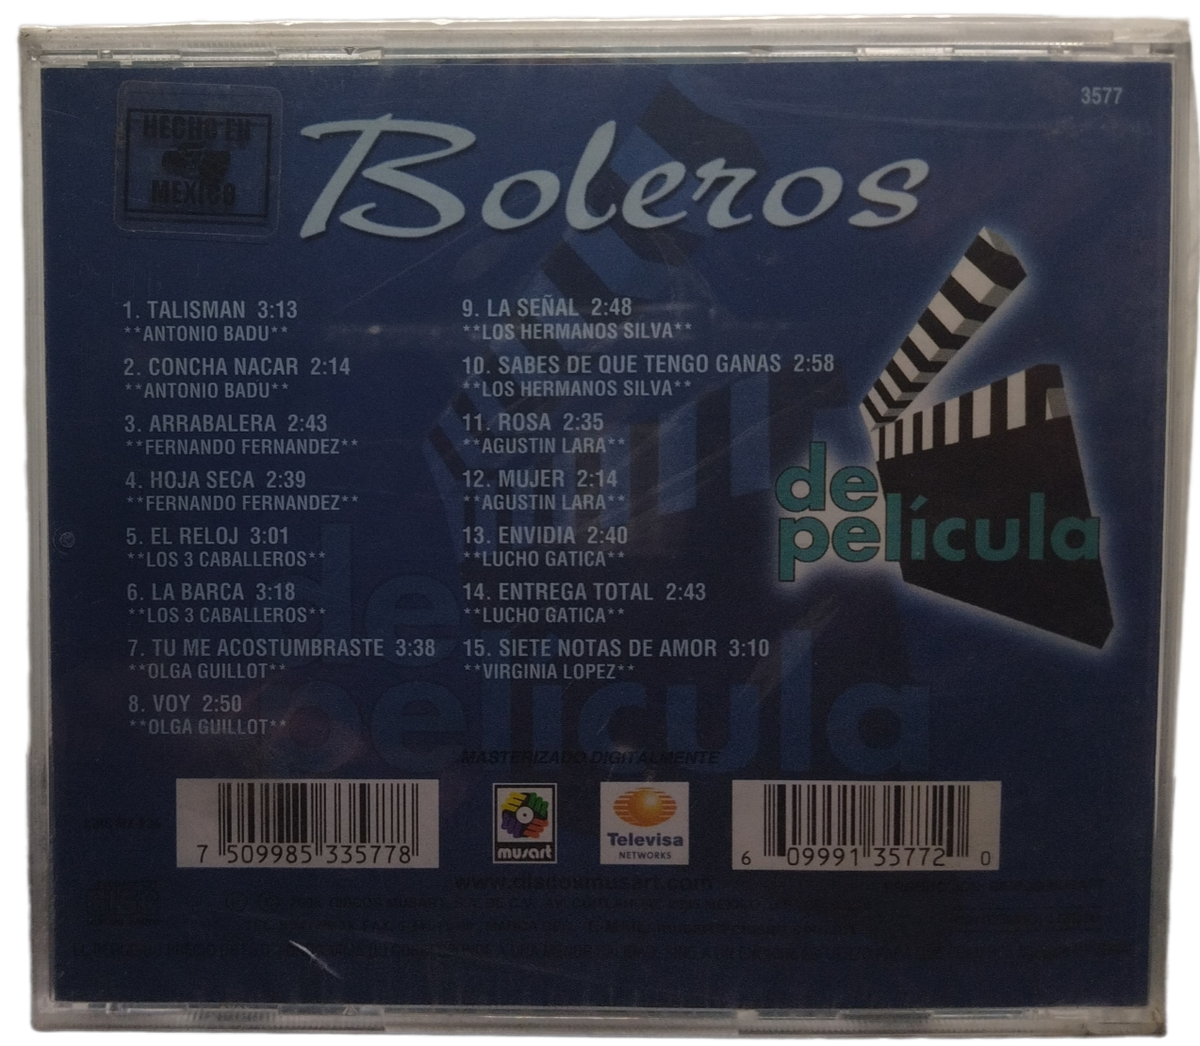 3577
HECHO EN
MEXICO
Boleros
1. TALISMAN 3:13
**ANTONIO BADU**
2. CONCHA NACAR 2:14
**ANTONIO BADU**
3. ARRABALERA 2:43
**FERNANDO FERNANDEZ**
4. HOJA SECA 2:39
**FERNANDO FERNANDEZ**
5. EL RELOJ 3:01
**LOS 3 CABALLEROS**
6. LA BARCA 3:18
**LOS 3 CABALLEROS**
7. TU ME ACOSTUMBRASTE 3:38
**OLGA GUILLOT**
8. VOY 2:50
**OLGA GUILLOT**
9. LA SEÑAL 2:48
**LOS HERMANOS SILVA**
10. SABES DE QUE TENGO GANAS 2:58
**LOS HERMANOS SILVA**
11. ROSA 2:35
**AGUSTIN LARA**
12. MUJER 2:14
**AGUSTIN LARA**
13. ENVIDIA 2:40
**LUCHO GATICA**
14. ENTREGA TOTAL 2:43
**LUCHO GATICA**
15. SIETE NOTAS DE AMOR 3:10
**VIRGINIA LOPEZ**
de
película
de
película
MASTERIZADO DIGITALMENTE
7 509985 335778
musart
Televisa
NETWORKS
6 09991 35772 0
www.discosmusart.com